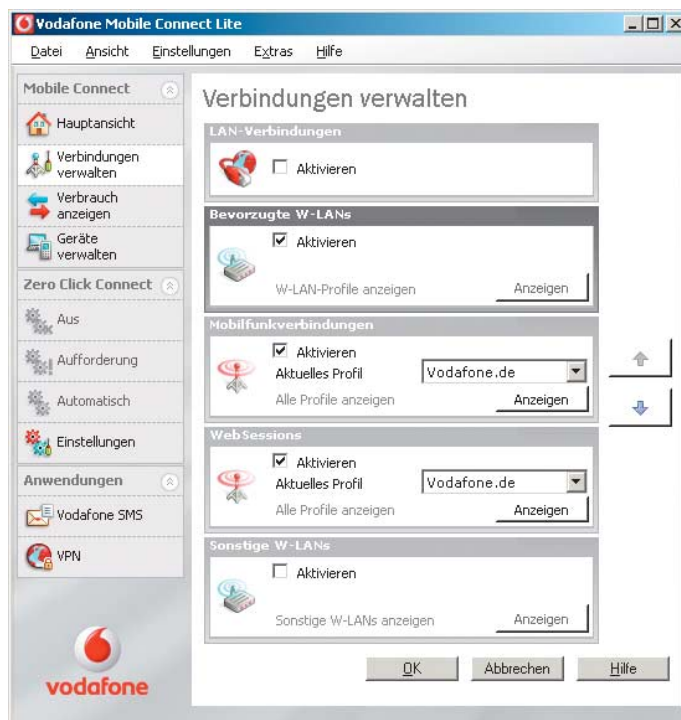 Vodafone Mobile Connect Lite
Datei Ansicht Einstellungen Extras Hilfe
Mobile Connect
Hauptansicht
Verbindungen
verwalten
Verbrauch
anzeigen
Geräte
verwalten
Zero Click Connect
Aus
Aufforderung
Automatisch
Einstellungen
Anwendungen
Vodafone SMS
VPN
vodafone
Verbindungen verwalten
LAN-Verbindungen
Aktivieren
Bevorzugte W-LANs
Aktivieren
W-LAN-Profile anzeigen Anzeigen
Mobilfunkverbindungen
Aktivieren
Aktuelles Profil Vodafone.de
Alle Profile anzeigen Anzeigen
WebSessions
Aktivieren
Aktuelles Profil Vodafone.de
Alle Profile anzeigen Anzeigen
Sonstige W-LANs
Aktivieren
Sonstige W-LANs anzeigen Anzeigen
OK Abbrechen Hilfe